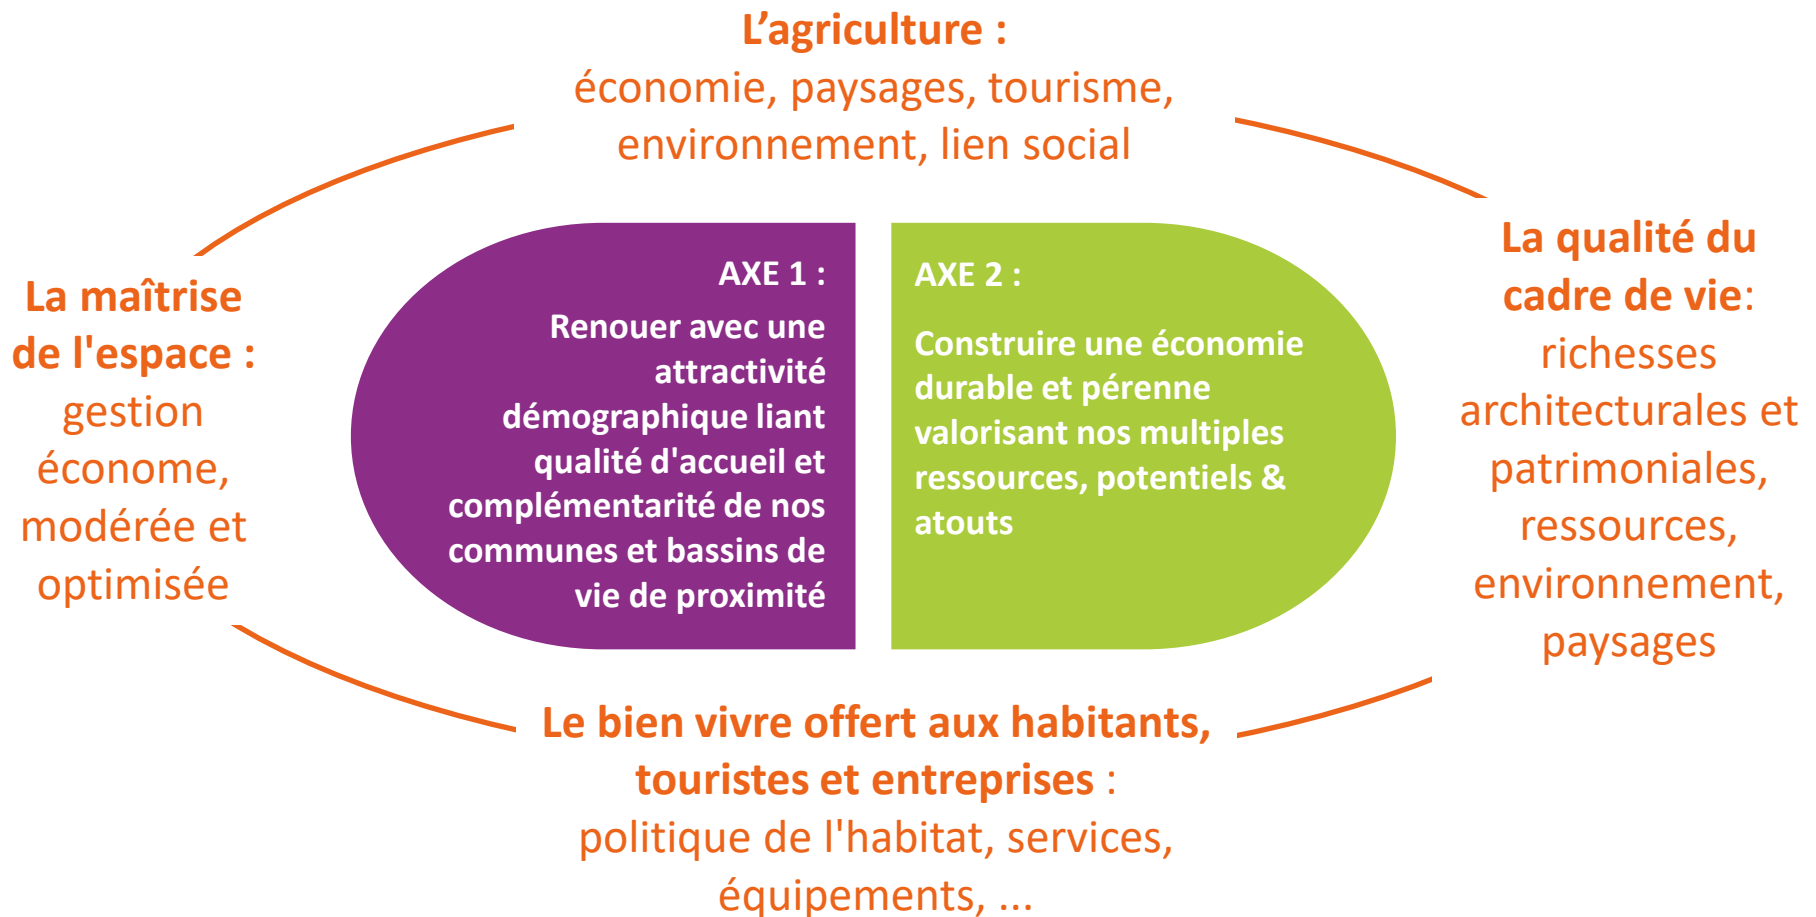 L’agriculture :
économie, paysages, tourisme,
environnement, lien social
La maîtrise
de l'espace :
gestion
économe,
modérée et
optimisée
AXE 1 :
Renouer avec une
attractivité
démographique liant
qualité d'accueil et
complémentarité de nos
communes et bassins de
vie de proximité
AXE 2 :
Construire une économie
durable et pérenne
valorisant nos multiples
ressources, potentiels &
atouts
La qualité du
cadre de vie:
richesses
architecturales et
patrimoniales,
ressources,
environnement,
paysages
Le bien vivre offert aux habitants,
touristes et entreprises :
politique de l'habitat, services,
équipements, ...